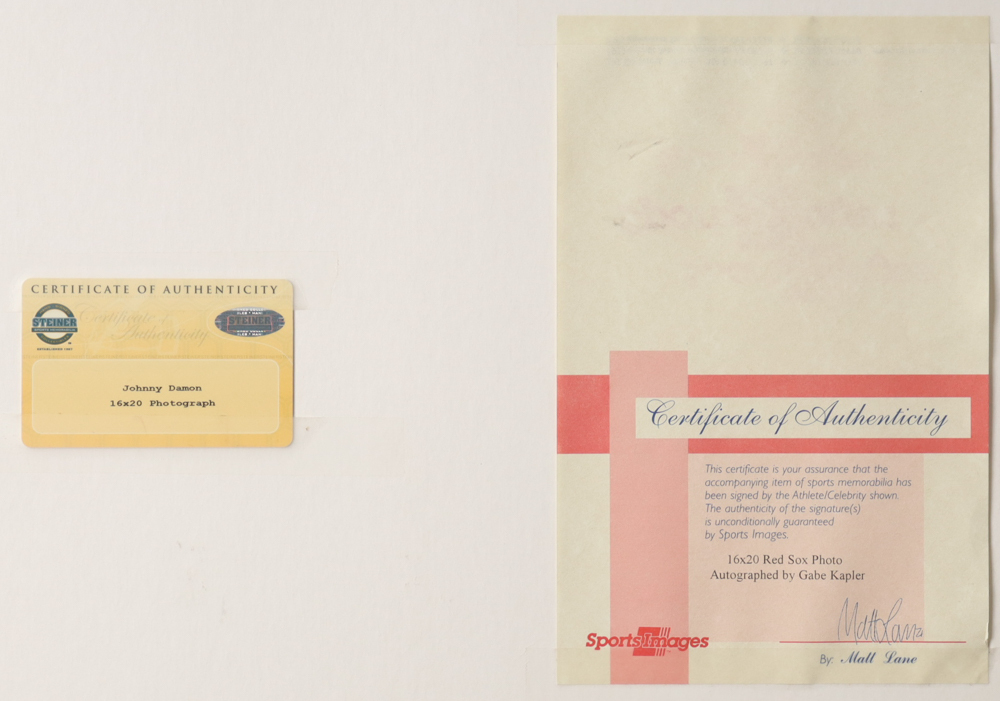 CERTIFICATE OF AUTHENTICITY
STEINER
Certificate
Authenticity
STEINER
Johnny Damon
16x20 Photograph
Certificate of Authenticity
This certificate is your assurance that the
accompanying item of sports memorabilia has
been signed by the Athlete/Celebrity shown.
The authenticity of the signature(s)
is unconditionally guaranteed
by Sports Images.
16x20 Red Sox Photo
Autographed by Gabe Kapler
Matt Lane
Sports Images
By: Matt Lane